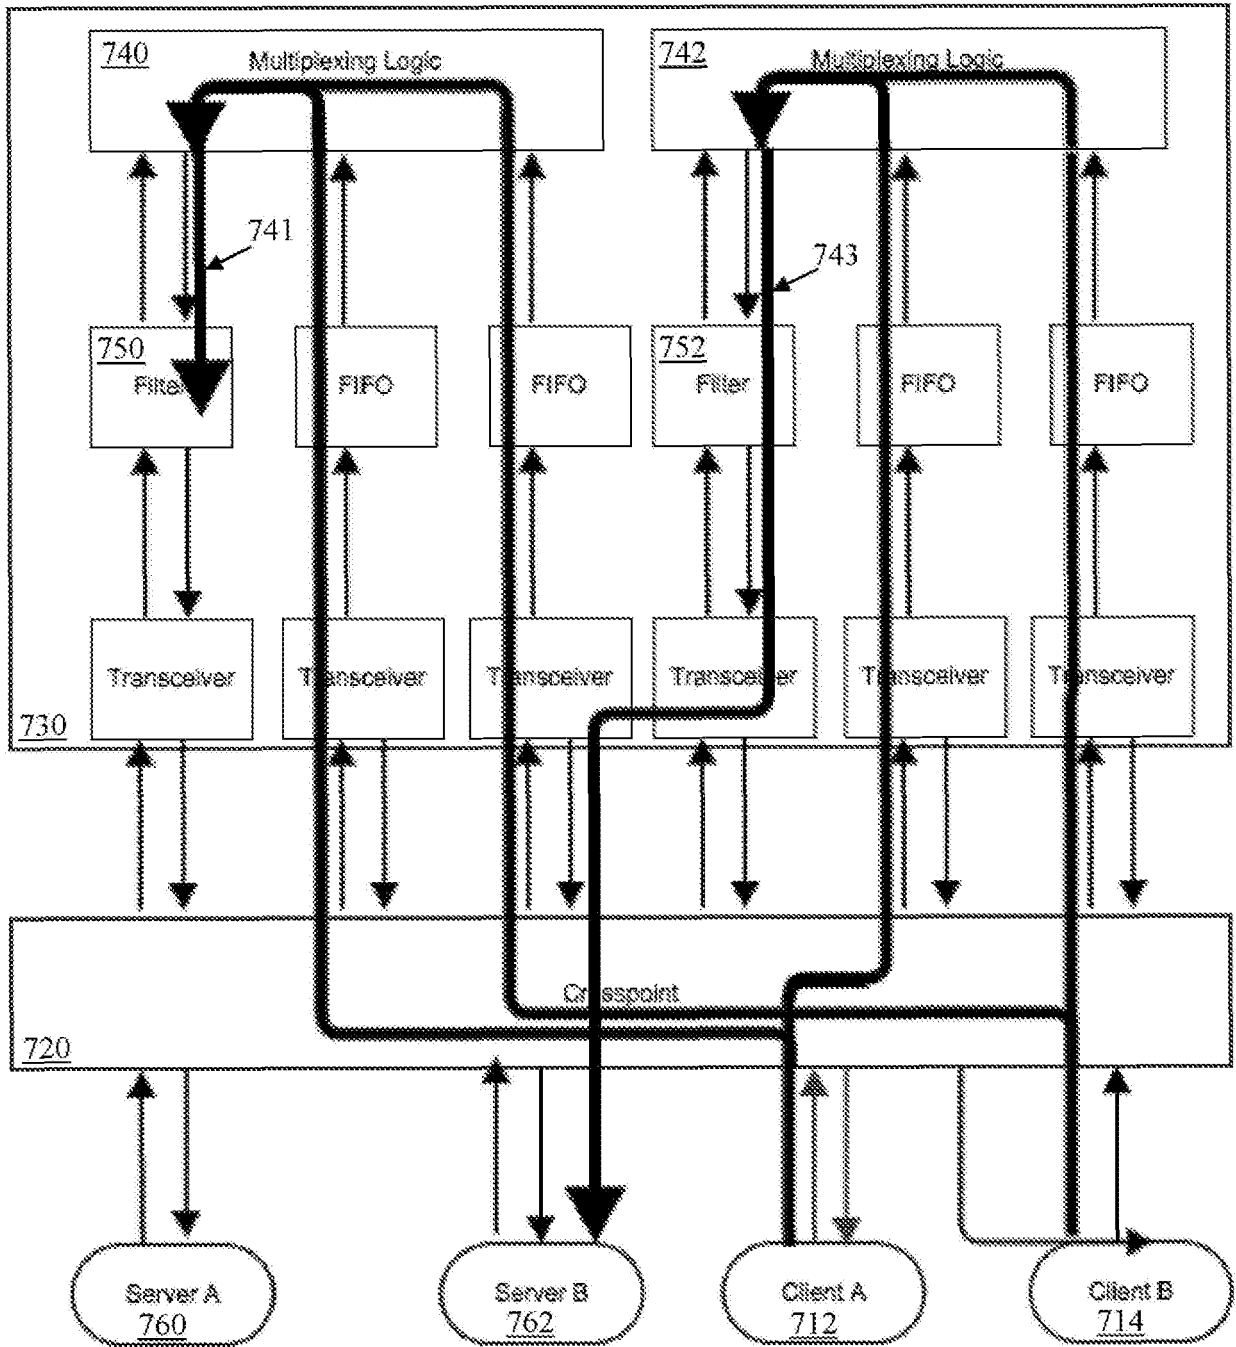 740
Multiplexing Logic
742
Multiplexing Logic
741
743
750
Filter
FIFO
FIFO
752
Filter
FIFO
FIFO
Transceiver
Transceiver
Transceiver
Transceiver
Transceiver
Transceiver
730
Crosspoint
720
Server A
760
Server B
762
Client A
712
Client B
714